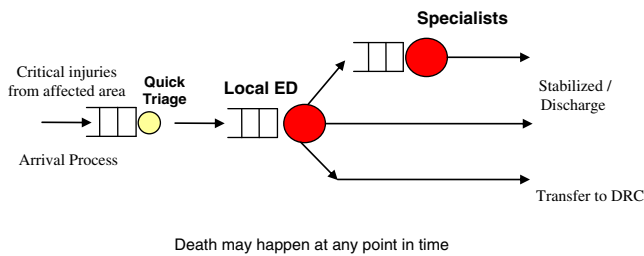 Specialists
Critical injuries
from affected area
Quick
Triage
Local ED
Stabilized /
Discharge
Arrival Process
Transfer to DRC
Death may happen at any point in time